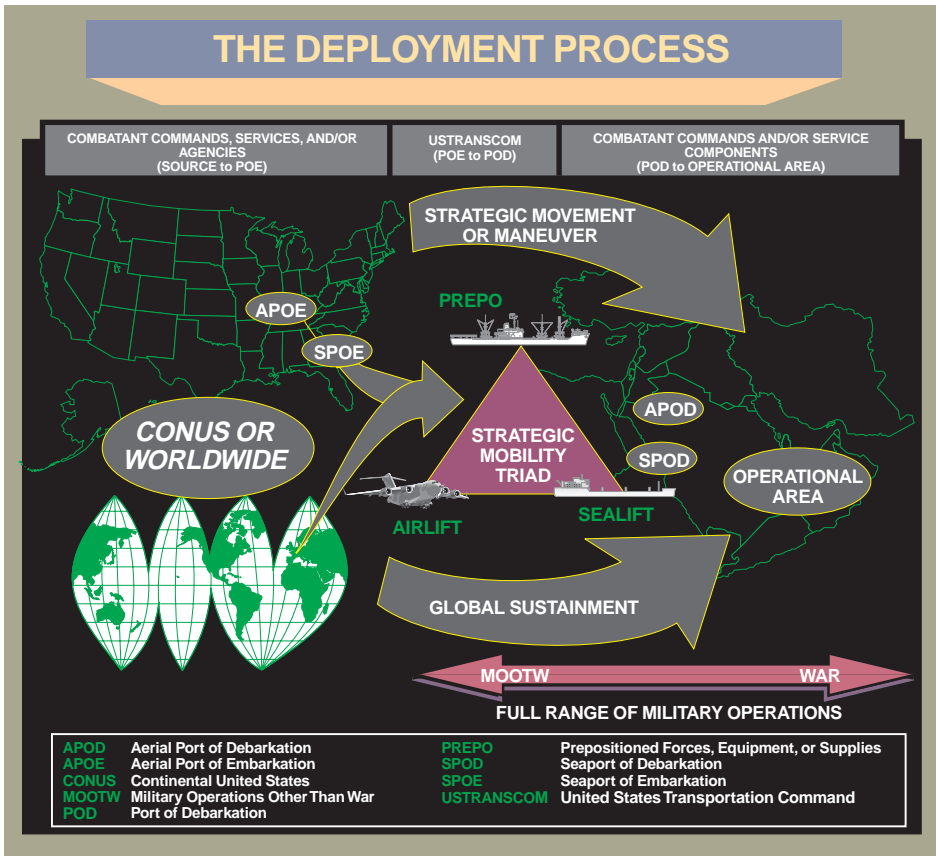 THE DEPLOYMENT PROCESS
COMBATANT COMMANDS, SERVICES, AND/OR
AGENCIES
(SOURCE to POE)
USTRANSCOM
(POE to POD)
COMBATANT COMMANDS AND/OR SERVICE
COMPONENTS
(POD to OPERATIONAL AREA)
STRATEGIC MOVEMENT
OR MANEUVER
PREPO
APOE
SPOE
APOD
SPOD
CONUS OR
WORLDWIDE
STRATEGIC
MOBILITY
TRIAD
OPERATIONAL
AREA
AIRLIFT
SEALIFT
GLOBAL SUSTAINMENT
MOOTW
WAR
FULL RANGE OF MILITARY OPERATIONS
APOD Aerial Port of Debarkation
APOE Aerial Port of Embarkation
CONUS Continental United States
MOOTW Military Operations Other Than War
POD Port of Debarkation
PREPO Prepositioned Forces, Equipment, or Supplies
SPOD Seaport of Debarkation
SPOE Seaport of Embarkation
USTRANSCOM United States Transportation Command